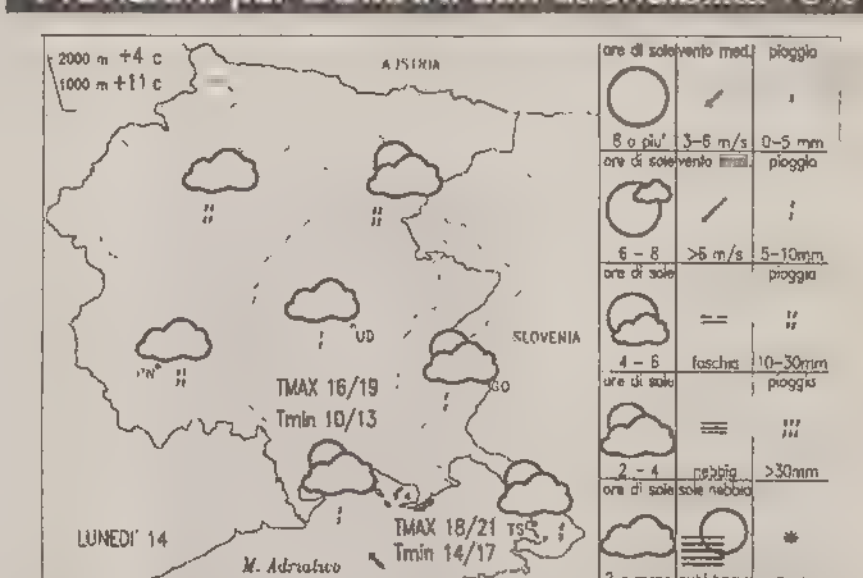 2000 m +4 c
1000 m +11 c
AUSTRIA
UD
SLOVENIA
PN
GO
TMAX 16/19
Tmin 10/13
TMAX 18/21
TS
Tmin 14/17
LUNEDI' 14
M. Adriatico
ore di sole vento med. pioggia
8 o piu' 3-6 m/s 0-5 mm
ore di sole vento pioggia
6 - 8 >6 m/s 5-10mm
ore di sole pioggia
4 - 6 foschia 10-30mm
ore di sole pioggia
2 - 4 nebbia >30mm
ore di sole sole nebbia